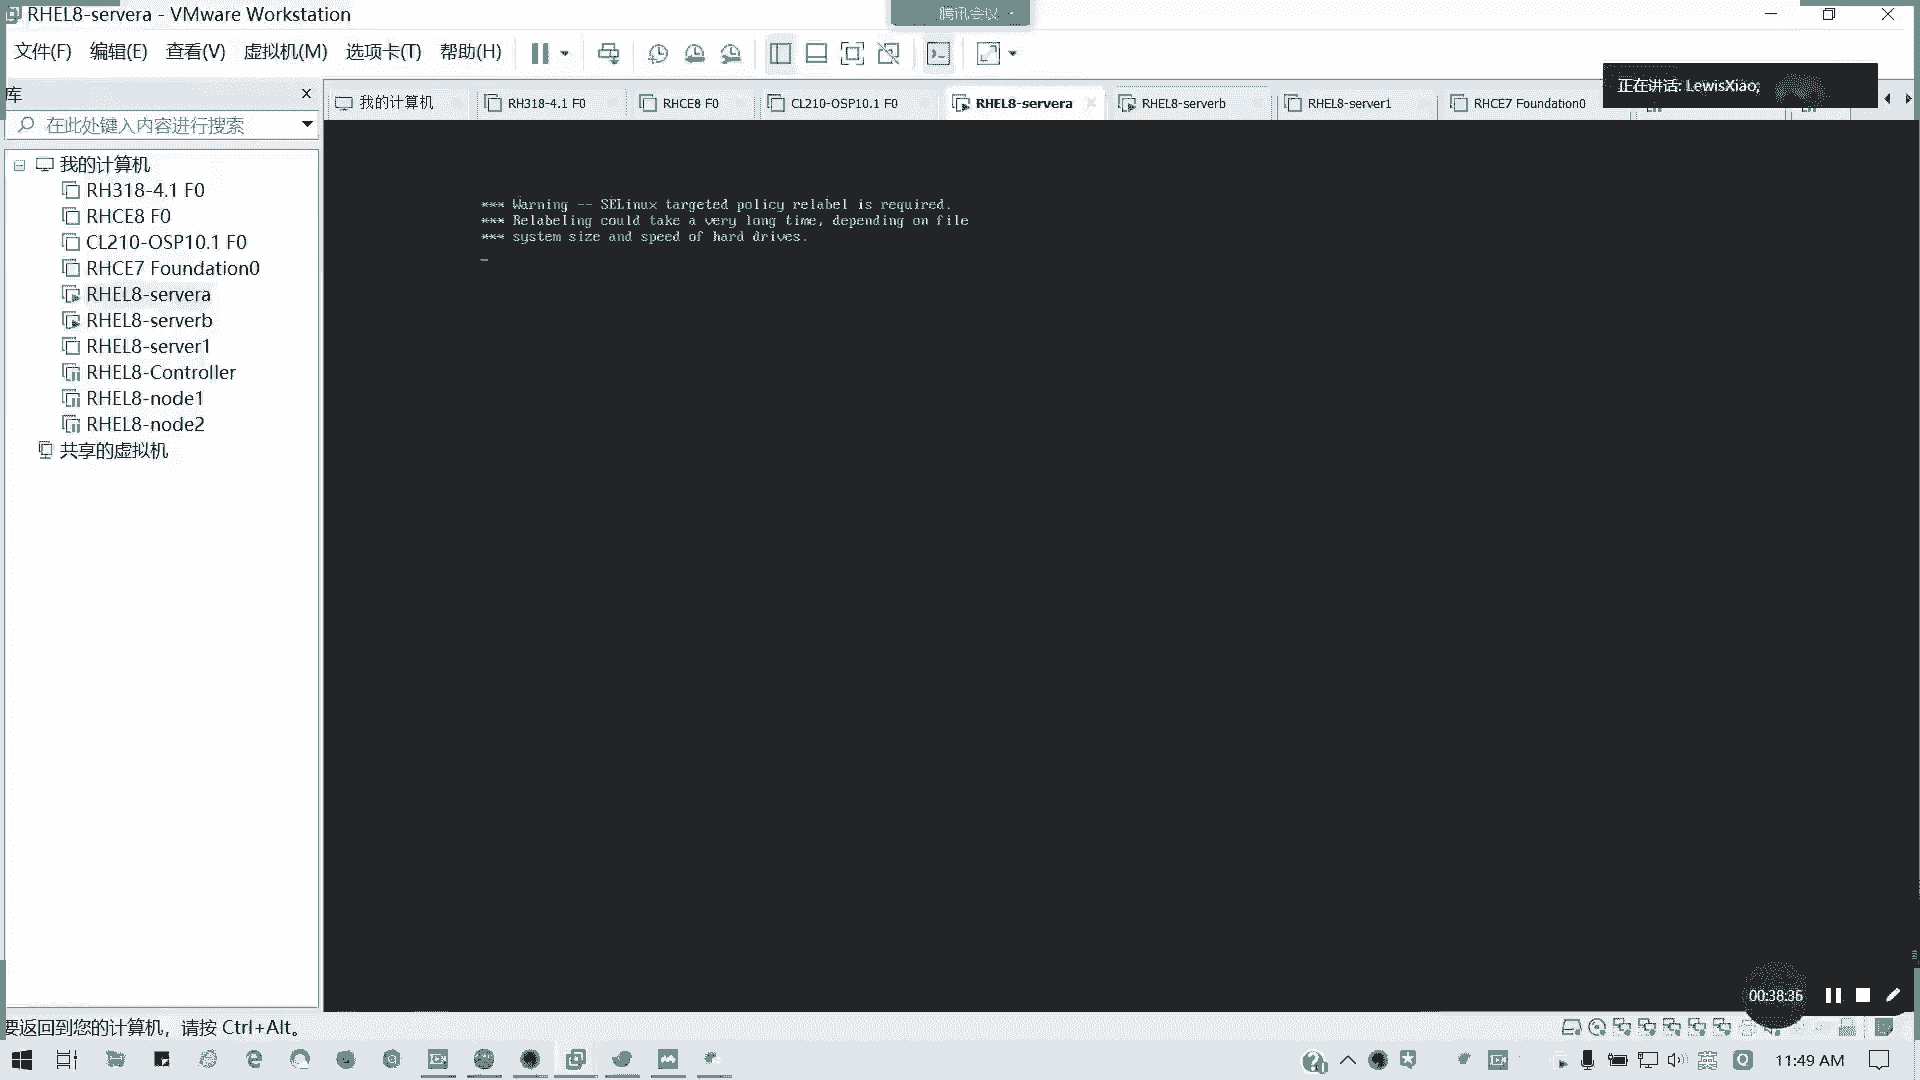 RHEL8-servera - VMware Workstation
腾讯会议
文件(F) 编辑(E) 查看(V) 虚拟机(M) 选项卡(T) 帮助(H)
正在讲话: LewisXiao;
库
我的计算机 RH318-4.1 F0 RHCE8 F0 CL210-OSP10.1 F0 RHEL8-servera RHEL8-serverb RHEL8-server1 RHCE7 Foundation0
在此处键入内容进行搜索
我的计算机
RH318-4.1 F0
RHCE8 F0
CL210-OSP10.1 F0
RHCE7 Foundation0
RHEL8-servera
RHEL8-serverb
RHEL8-server1
RHEL8-Controller
RHEL8-node1
RHEL8-node2
共享的虚拟机
*** Warning -- SELinux targeted policy relabel is required.
*** Relabeling could take a very long time, depending on file
*** system size and speed of hard drives.
00:38:36
要返回到您的计算机，请按 Ctrl+Alt。
英
11:49 AM